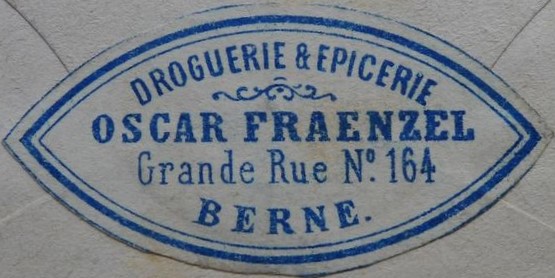 DROGUERIE & EPICERIE
OSCAR FRAENZEL
Grande Rue Nº. 164
BERNE.